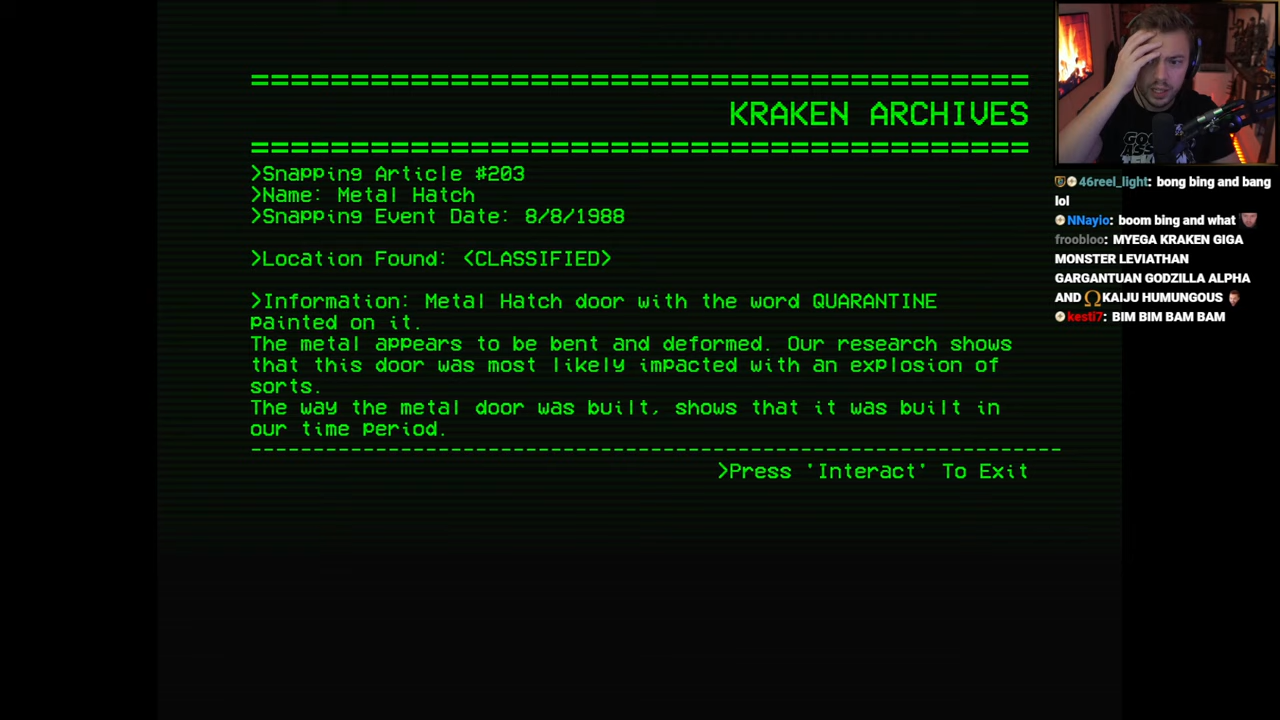 ========================================
KRAKEN ARCHIVES
========================================
>Snapping Article #203
>Name: Metal Hatch
>Snapping Event Date: 8/8/1988
>Location Found: <CLASSIFIED>
>Information: Metal Hatch door with the word QUARANTINE
painted on it.
The metal appears to be bent and deformed. Our research shows
that this door was most likely impacted with an explosion of
sorts.
The way the metal door was built, shows that it was built in
our time period.
-----------------------------------------------------------------
>Press 'Interact' To Exit
46reel_light: bong bing and bang
lol
NNayio: boom bing and what
froobloo: MYEGA KRAKEN GIGA
MONSTER LEVIATHAN
GARGANTUAN GODZILLA ALPHA
AND ΩKAIJU HUMUNGOUS
kesti7: BIM BIM BAM BAM